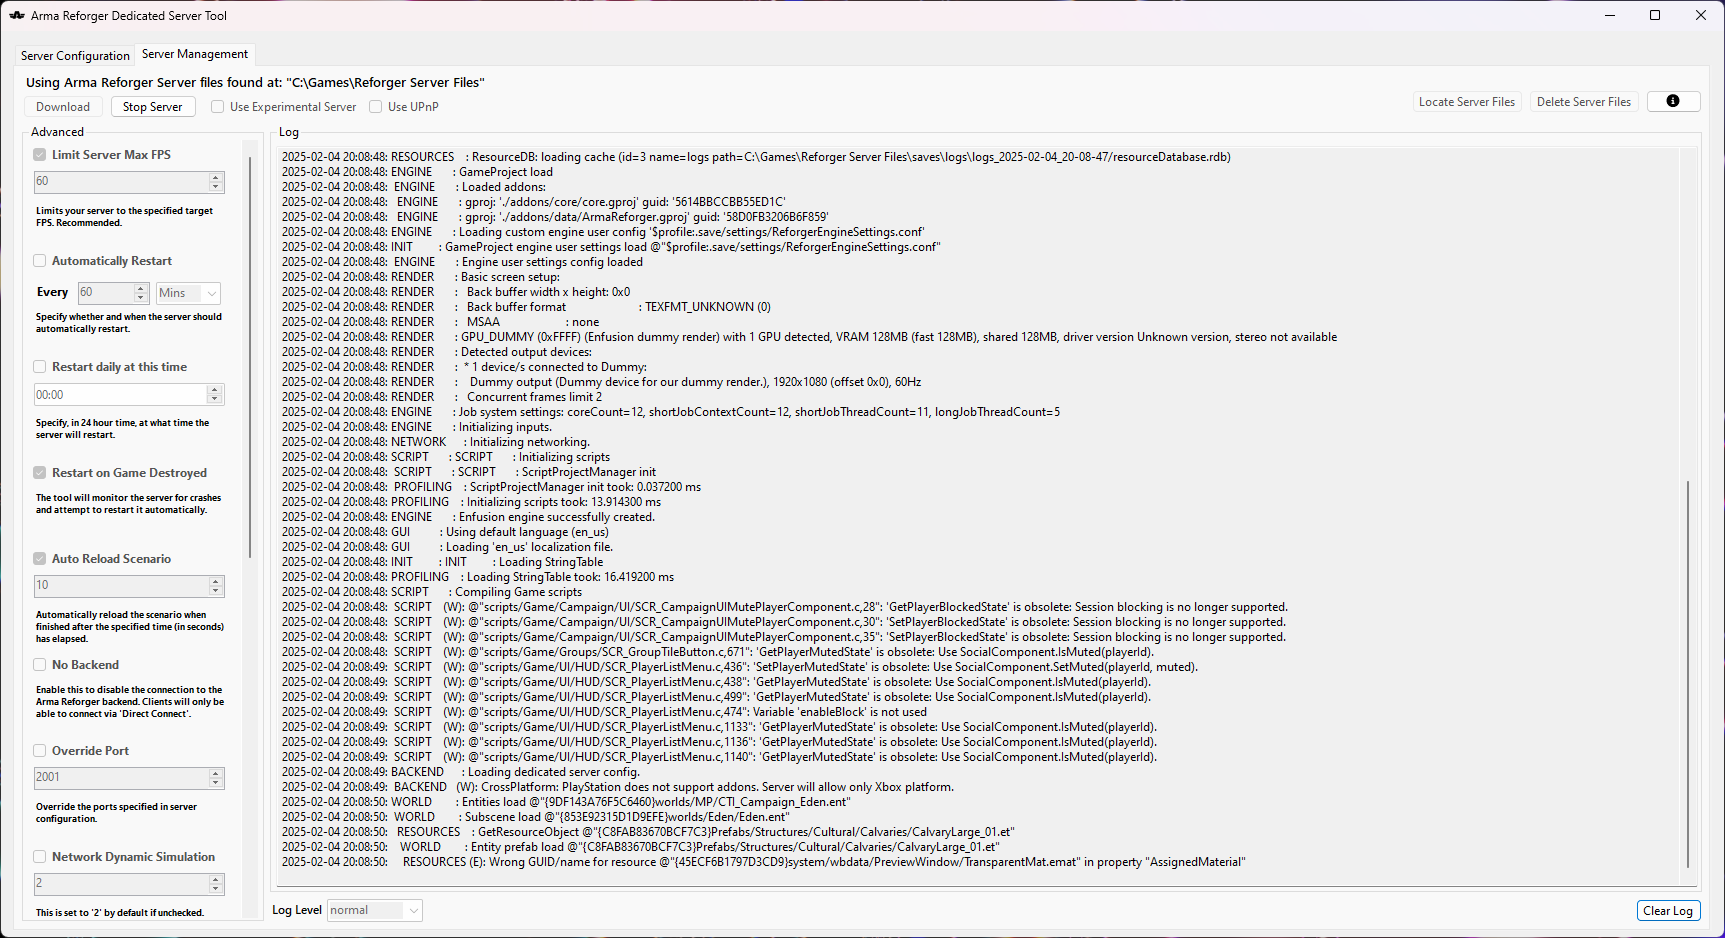 Arma Reforger Dedicated Server Tool
Server Configuration
Server Management
Using Arma Reforger Server files found at: "C:\Games\Reforger Server Files"
Download
Stop Server
Use Experimental Server
Use UPnP
Locate Server Files
Delete Server Files
Advanced
Limit Server Max FPS
60
Limits your server to the specified target
FPS. Recommended.
Automatically Restart
Every 60 Mins
Specify whether and when the server should
automatically restart.
Restart daily at this time
00:00
Specify, in 24 hour time, at what time the
server will restart.
Restart on Game Destroyed
The tool will monitor the server for crashes
and attempt to restart it automatically.
Auto Reload Scenario
10
Automatically reload the scenario when
finished after the specified time (in seconds)
has elapsed.
No Backend
Enable this to disable the connection to the
Arma Reforger backend. Clients will only be
able to connect via 'Direct Connect'.
Override Port
2001
Override the ports specified in server
configuration.
Network Dynamic Simulation
2
This is set to '2' by default if unchecked.
Log
2025-02-04 20:08:48: RESOURCES : ResourceDB: loading cache (id=3 name=logs path=C:\Games\Reforger Server Files\saves\logs\logs_2025-02-04_20-08-47/resourceDatabase.rdb)
2025-02-04 20:08:48: ENGINE : GameProject load
2025-02-04 20:08:48: ENGINE : Loaded addons:
2025-02-04 20:08:48: ENGINE : gproj: './addons/core/core.gproj' guid: '5614BBCCBB55ED1C'
2025-02-04 20:08:48: ENGINE : gproj: './addons/data/ArmaReforger.gproj' guid: '58D0FB3206B6F859'
2025-02-04 20:08:48: ENGINE : Loading custom engine user config '$profile:.save/settings/ReforgerEngineSettings.conf'
2025-02-04 20:08:48: INIT : GameProject engine user settings load @"$profile:.save/settings/ReforgerEngineSettings.conf"
2025-02-04 20:08:48: ENGINE : Engine user settings config loaded
2025-02-04 20:08:48: RENDER : Basic screen setup:
2025-02-04 20:08:48: RENDER : Back buffer width x height: 0x0
2025-02-04 20:08:48: RENDER : Back buffer format : TEXFMT_UNKNOWN (0)
2025-02-04 20:08:48: RENDER : MSAA : none
2025-02-04 20:08:48: RENDER : GPU_DUMMY (0xFFFF) (Enfusion dummy render) with 1 GPU detected, VRAM 128MB (fast 128MB), shared 128MB, driver version Unknown version, stereo not available
2025-02-04 20:08:48: RENDER : Detected output devices:
2025-02-04 20:08:48: RENDER : * 1 device/s connected to Dummy:
2025-02-04 20:08:48: RENDER : Dummy output (Dummy device for our dummy render.), 1920x1080 (offset 0x0), 60Hz
2025-02-04 20:08:48: RENDER : Concurrent frames limit 2
2025-02-04 20:08:48: ENGINE : Job system settings: coreCount=12, shortJobContextCount=12, shortJobThreadCount=11, longJobThreadCount=5
2025-02-04 20:08:48: ENGINE : Initializing inputs.
2025-02-04 20:08:48: NETWORK : Initializing networking.
2025-02-04 20:08:48: SCRIPT : SCRIPT : Initializing scripts
2025-02-04 20:08:48: SCRIPT : SCRIPT : ScriptProjectManager init
2025-02-04 20:08:48: PROFILING : ScriptProjectManager init took: 0.037200 ms
2025-02-04 20:08:48: PROFILING : Initializing scripts took: 13.914300 ms
2025-02-04 20:08:48: ENGINE : Enfusion engine successfully created.
2025-02-04 20:08:48: GUI : Using default language (en_us)
2025-02-04 20:08:48: GUI : Loading 'en_us' localization file.
2025-02-04 20:08:48: INIT : INIT : Loading StringTable
2025-02-04 20:08:48: PROFILING : Loading StringTable took: 16.419200 ms
2025-02-04 20:08:48: SCRIPT : Compiling Game scripts
2025-02-04 20:08:48: SCRIPT (W): @"scripts/Game/Campaign/UI/SCR_CampaignUIMutePlayerComponent.c,28": 'GetPlayerBlockedState' is obsolete: Session blocking is no longer supported.
2025-02-04 20:08:48: SCRIPT (W): @"scripts/Game/Campaign/UI/SCR_CampaignUIMutePlayerComponent.c,30": 'SetPlayerBlockedState' is obsolete: Session blocking is no longer supported.
2025-02-04 20:08:48: SCRIPT (W): @"scripts/Game/Campaign/UI/SCR_CampaignUIMutePlayerComponent.c,35": 'SetPlayerBlockedState' is obsolete: Session blocking is no longer supported.
2025-02-04 20:08:48: SCRIPT (W): @"scripts/Game/Groups/SCR_GroupTileButton.c,671": 'GetPlayerMutedState' is obsolete: Use SocialComponent.IsMuted(playerId).
2025-02-04 20:08:49: SCRIPT (W): @"scripts/Game/UI/HUD/SCR_PlayerListMenu.c,436": 'SetPlayerMutedState' is obsolete: Use SocialComponent.SetMuted(playerId, muted).
2025-02-04 20:08:49: SCRIPT (W): @"scripts/Game/UI/HUD/SCR_PlayerListMenu.c,438": 'GetPlayerMutedState' is obsolete: Use SocialComponent.IsMuted(playerId).
2025-02-04 20:08:49: SCRIPT (W): @"scripts/Game/UI/HUD/SCR_PlayerListMenu.c,499": 'GetPlayerMutedState' is obsolete: Use SocialComponent.IsMuted(playerId).
2025-02-04 20:08:49: SCRIPT (W): @"scripts/Game/UI/HUD/SCR_PlayerListMenu.c,474": Variable 'enableBlock' is not used
2025-02-04 20:08:49: SCRIPT (W): @"scripts/Game/UI/HUD/SCR_PlayerListMenu.c,1133": 'GetPlayerMutedState' is obsolete: Use SocialComponent.IsMuted(playerId).
2025-02-04 20:08:49: SCRIPT (W): @"scripts/Game/UI/HUD/SCR_PlayerListMenu.c,1136": 'GetPlayerMutedState' is obsolete: Use SocialComponent.IsMuted(playerId).
2025-02-04 20:08:49: SCRIPT (W): @"scripts/Game/UI/HUD/SCR_PlayerListMenu.c,1140": 'GetPlayerMutedState' is obsolete: Use SocialComponent.IsMuted(playerId).
2025-02-04 20:08:49: BACKEND : Loading dedicated server config.
2025-02-04 20:08:49: BACKEND (W): CrossPlatform: PlayStation does not support addons. Server will allow only Xbox platform.
2025-02-04 20:08:50: WORLD : Entities load @"{9DF143A76F5C6460}worlds/MP/CTI_Campaign_Eden.ent"
2025-02-04 20:08:50: WORLD : Subscene load @"{853E92315D1D9EFE}worlds/Eden/Eden.ent"
2025-02-04 20:08:50: RESOURCES : GetResourceObject @"{C8FAB83670BCF7C3}Prefabs/Structures/Cultural/Calvaries/CalvaryLarge_01.et"
2025-02-04 20:08:50: WORLD : Entity prefab load @"{C8FAB83670BCF7C3}Prefabs/Structures/Cultural/Calvaries/CalvaryLarge_01.et"
2025-02-04 20:08:50: RESOURCES (E): Wrong GUID/name for resource @"{45ECF6B1797D3CD9}system/wbdata/PreviewWindow/TransparentMat.emat" in property "AssignedMaterial"
Log Level normal
Clear Log